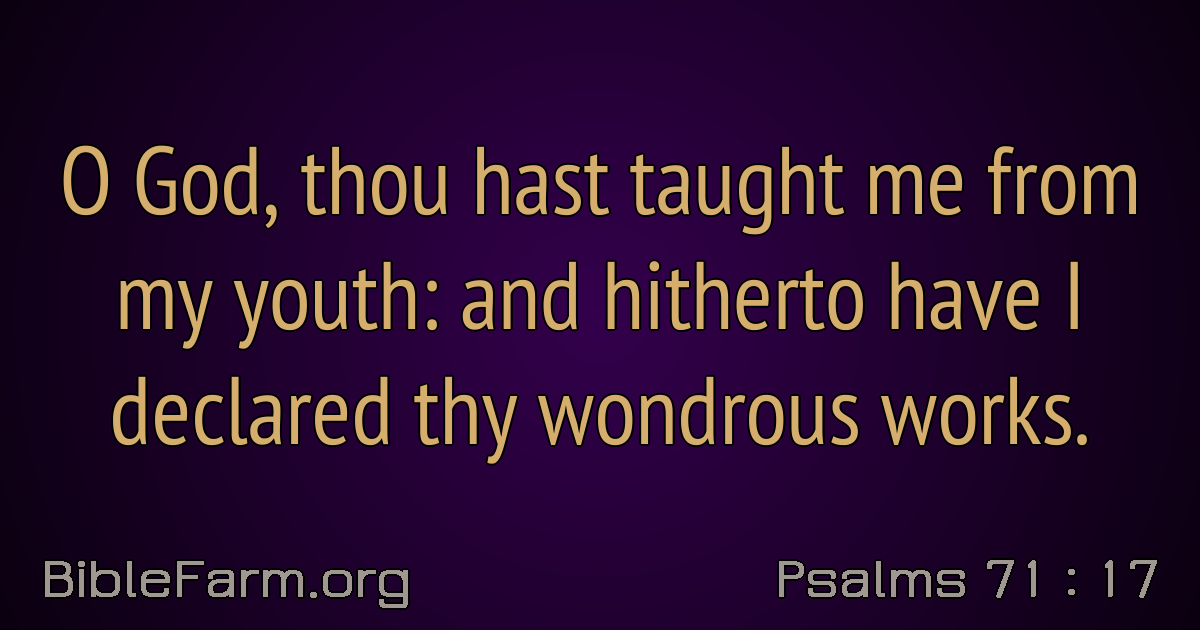 O God, thou hast taught me from
my youth: and hitherto have I
declared thy wondrous works.
BibleFarm.org
Psalms 71 : 17